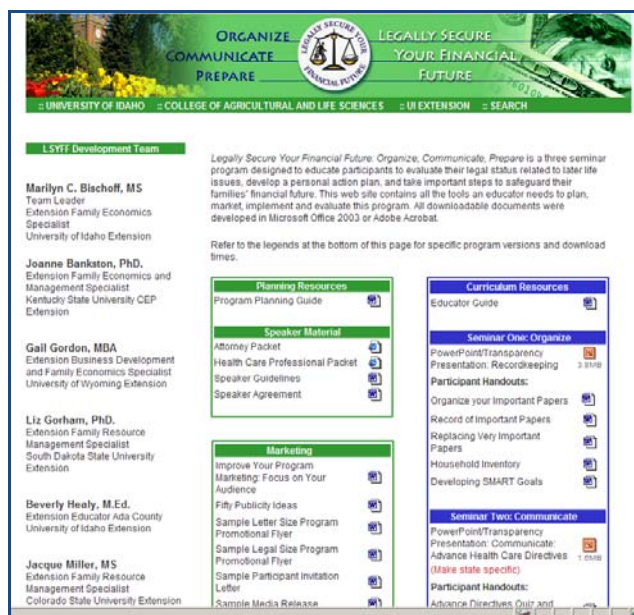 ORGANIZE
COMMUNICATE
PREPARE
LEGALLY SECURE YOUR
FINANCIAL FUTURE
LEGALLY SECURE
YOUR FINANCIAL
FUTURE
:: UNIVERSITY OF IDAHO :: COLLEGE OF AGRICULTURAL AND LIFE SCIENCES :: UI EXTENSION :: SEARCH
LSYFF Development Team
Marilyn C. Bischoff, MS
Team Leader
Extension Family Economics
Specialist
University of Idaho Extension
Joanne Bankston, PhD.
Extension Family Economics and
Management Specialist
Kentucky State University CEP
Extension
Gail Gordon, MBA
Extension Business Development
and Family Economics Specialist
University of Wyoming Extension
Liz Gorham, PhD.
Extension Family Resource
Management Specialist
South Dakota State University
Extension
Beverly Healy, M.Ed.
Extension Educator Ada County
University of Idaho Extension
Jacque Miller, MS
Extension Family Resource
Management Specialist
Colorado State University Extension
Legally Secure Your Financial Future: Organize, Communicate, Prepare is a three seminar
program designed to educate participants to evaluate their legal status related to later life
issues, develop a personal action plan, and take important steps to safeguard their
families' financial future. This web site contains all the tools an educator needs to plan,
market, implement and evaluate this program. All downloadable documents were
developed in Microsoft Office 2003 or Adobe Acrobat.
Refer to the legends at the bottom of this page for specific program versions and download
times.
Planning Resources
Program Planning Guide
Speaker Material
Attorney Packet
Health Care Professional Packet
Speaker Guidelines
Speaker Agreement
Marketing
Improve Your Program
Marketing: Focus on Your
Audience
Fifty Publicity Ideas
Sample Letter Size Program
Promotional Flyer
Sample Legal Size Program
Promotional Flyer
Sample Participant Invitation
Letter
Sample Media Release
Curriculum Resources
Educator Guide
Seminar One: Organize
PowerPoint/Transparency
Presentation: Recordkeeping
3.8MB
Participant Handouts:
Organize your Important Papers
Record of Important Papers
Replacing Very Important
Papers
Household Inventory
Developing SMART Goals
Seminar Two: Communicate
PowerPoint/Transparency
Presentation: Communicate:
Advance Health Care Directives
1.0MB
(Make state specific)
Participant Handouts:
Advance Directives Quiz and